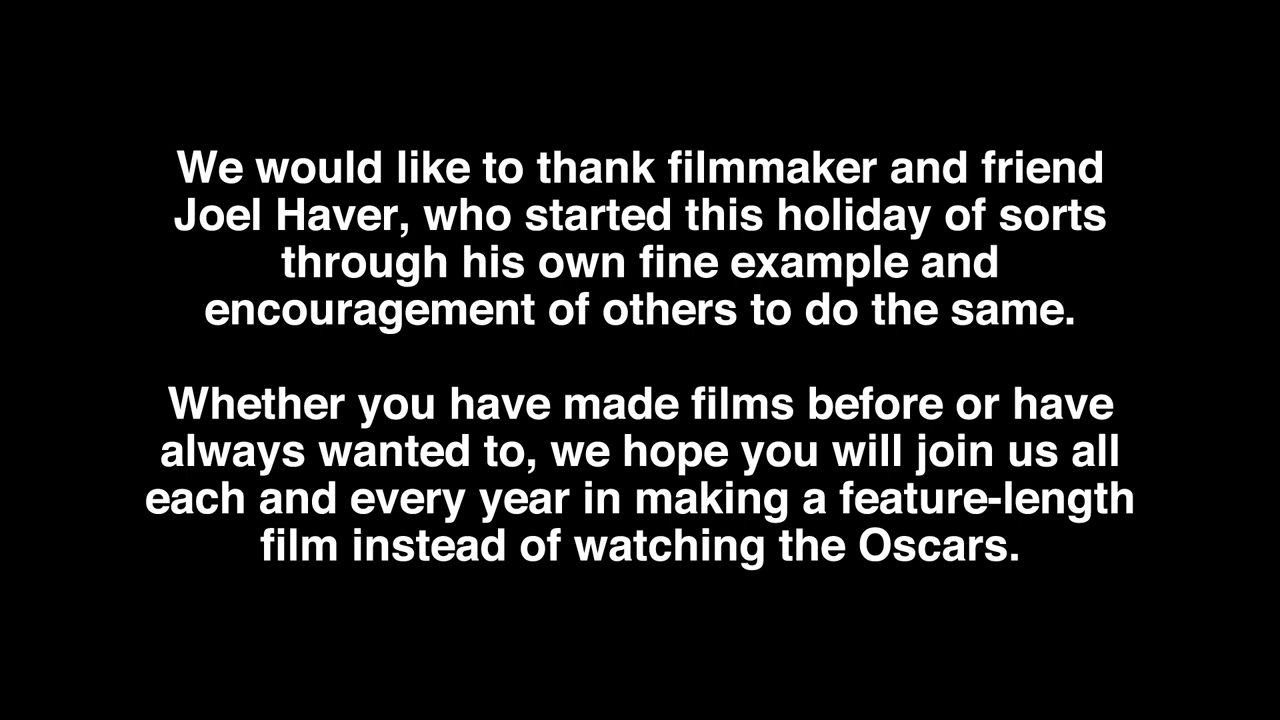 We would like to thank filmmaker and friend
Joel Haver, who started this holiday of sorts
through his own fine example and
encouragement of others to do the same.
Whether you have made films before or have
always wanted to, we hope you will join us all
each and every year in making a feature-length
film instead of watching the Oscars.